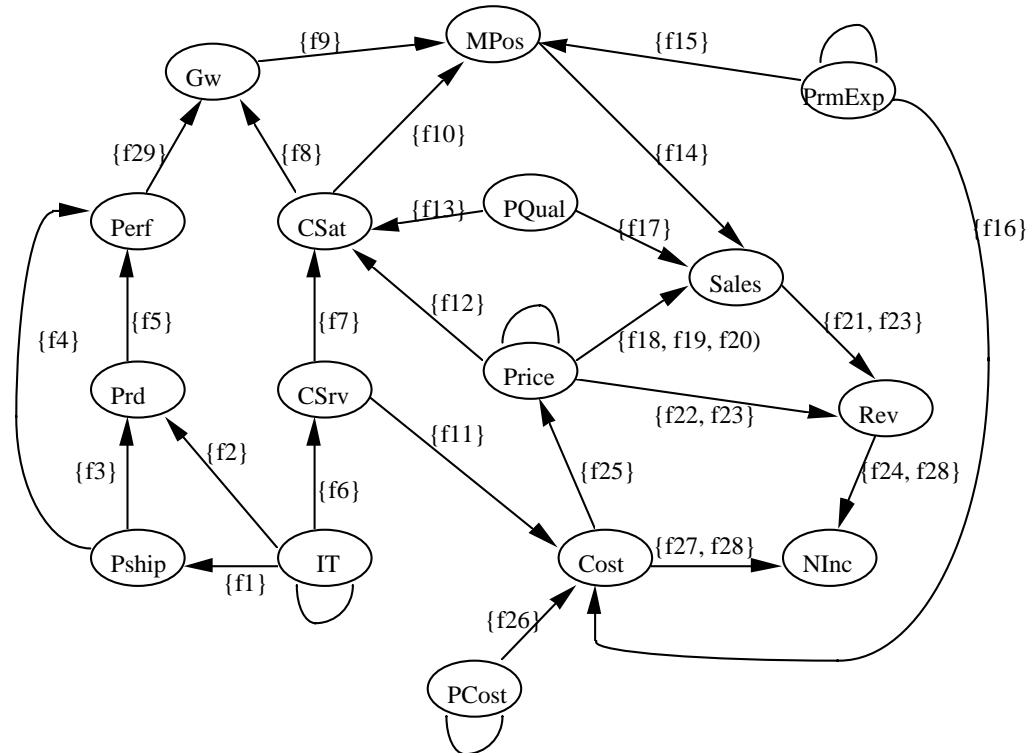 {f9}
MPos
{f15}
Gw
PrmExp
{f10}
{f29}
{f8}
{f14}
Perf
CSat
{f13}
PQual
{f17}
{f16}
Sales
{f12}
{f4}
{f5}
{f7}
{f21, f23}
{f18, f19, f20)
Prd
CSrv
Price
Rev
{f22, f23}
{f2}
{f11}
{f3}
{f25}
{f24, f28}
{f6}
{f27, f28}
Pship
IT
Cost
NInc
{f1}
{f26}
PCost